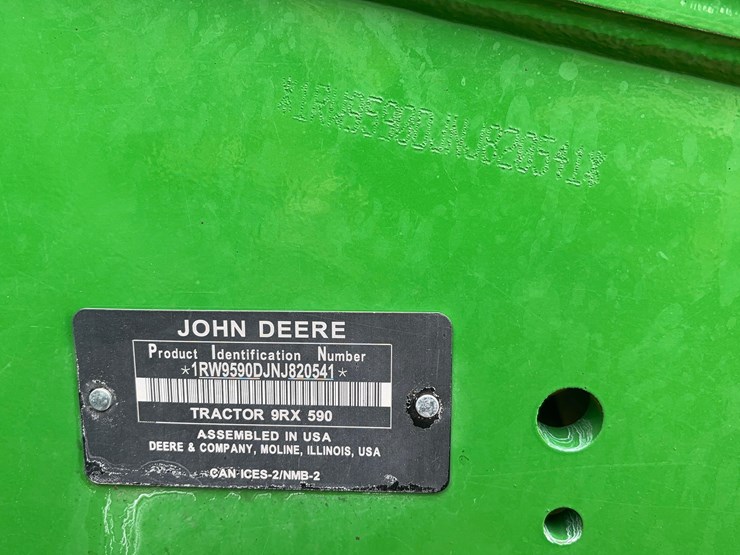 *1RW9590DJNJ820541*
JOHN DEERE
Product Identification Number
*1RW9590DJNJ820541*
TRACTOR 9RX 590
ASSEMBLED IN USA
DEERE & COMPANY, MOLINE, ILLINOIS, USA
CAN ICES-2/NMB-2